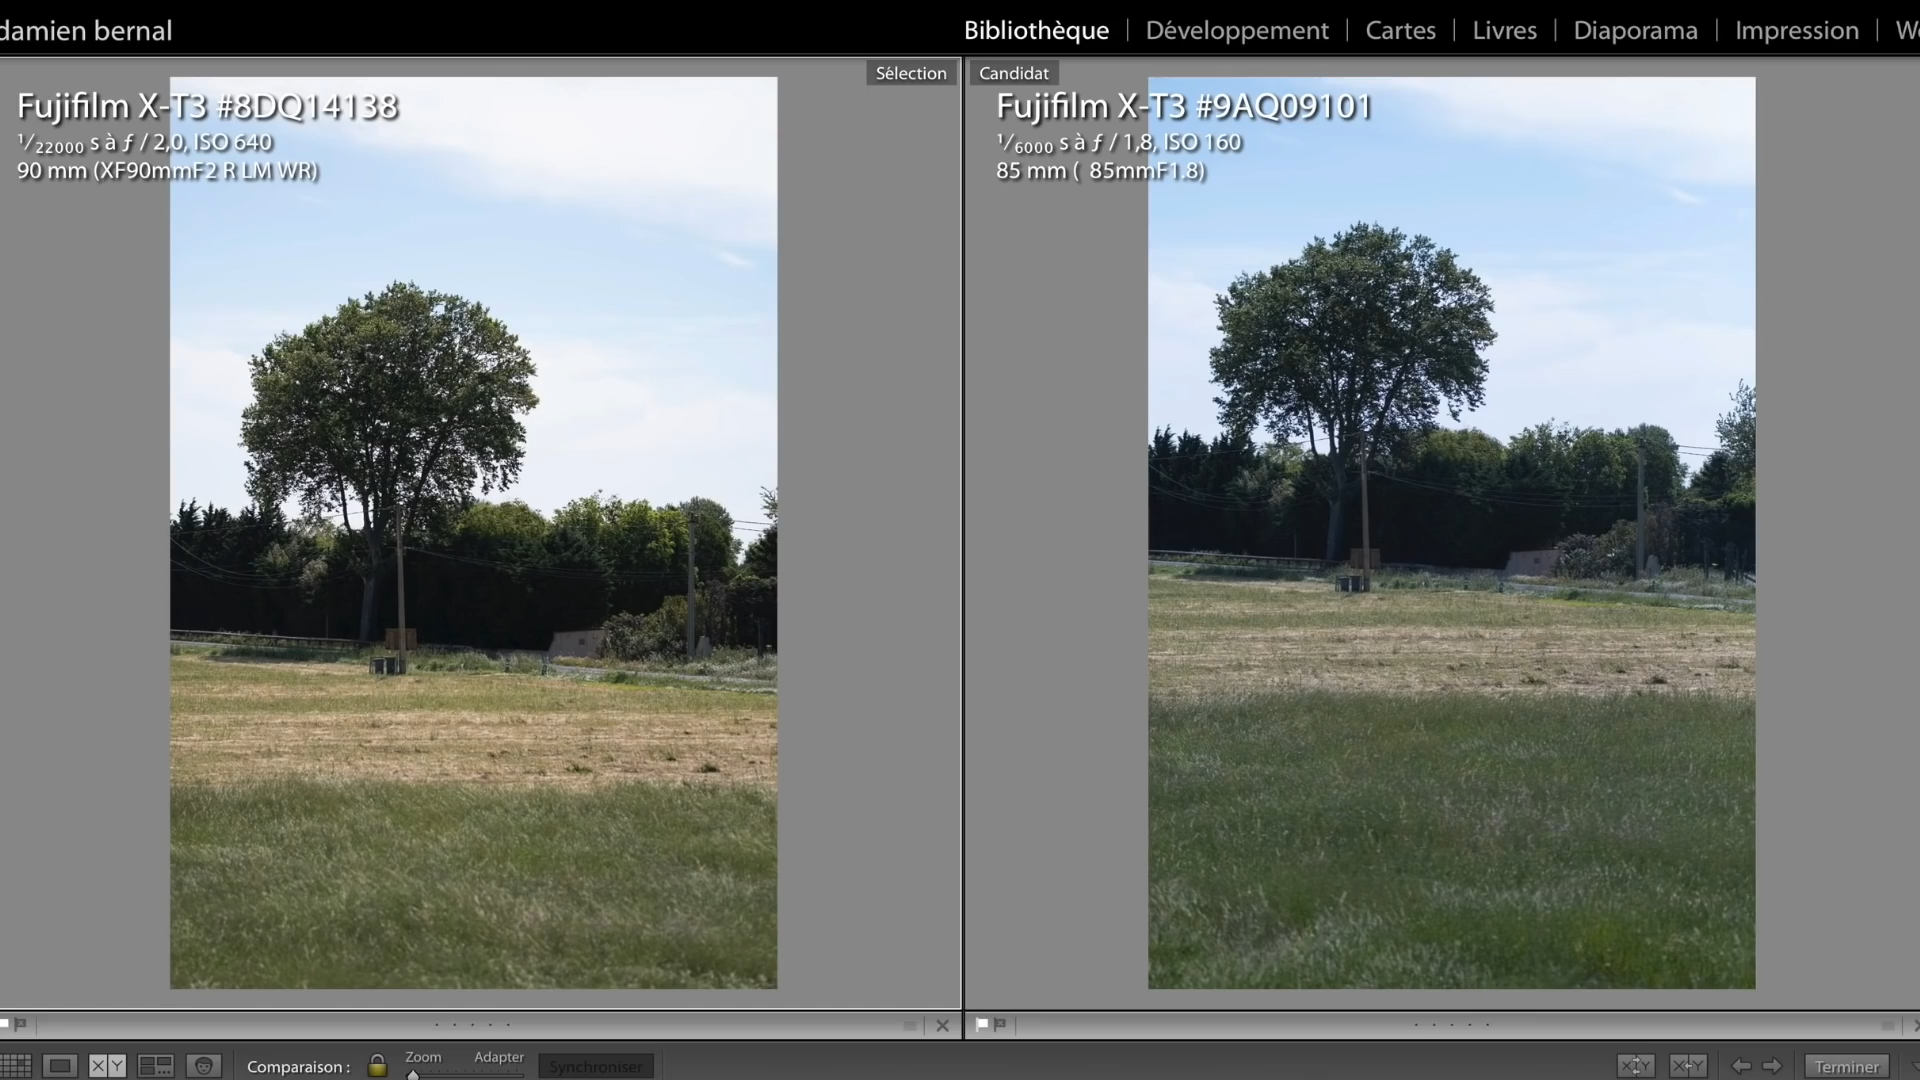 damien bernal
Bibliothèque | Développement | Cartes | Livres | Diaporama | Impression |
Sélection
Fujifilm X-T3 #8DQ14138
1/22000 s à ƒ / 2,0, ISO 640
90 mm (XF90mmF2 R LM WR)
Candidat
Fujifilm X-T3 #9AQ09101
1/6000 s à ƒ / 1,8, ISO 160
85 mm ( 85mmF1.8)
Comparaison :
Zoom
Adapter
Synchroniser
Terminer